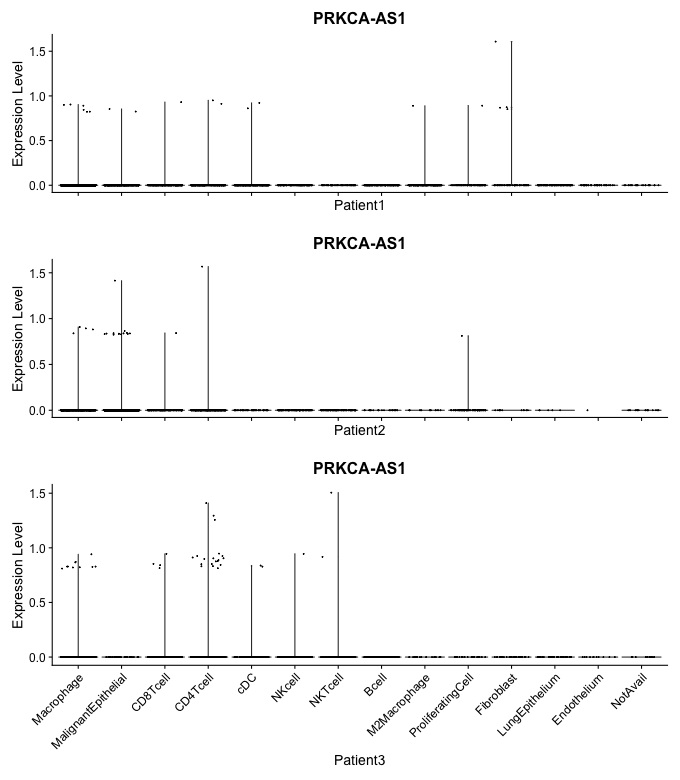 PRKCA-AS1
Expression Level
1.5
1.0
0.5
0.0
Patient1
PRKCA-AS1
Expression Level
1.5
1.0
0.5
0.0
Patient2
PRKCA-AS1
Expression Level
1.5
1.0
0.5
0.0
Macrophage
MalignantEpithelial
CD8Tcell
CD4Tcell
cDC
NKcell
NKTcell
Bcell
M2Macrophage
ProliferatingCell
Fibroblast
LungEpithelium
Endothelium
NotAvail
Patient3